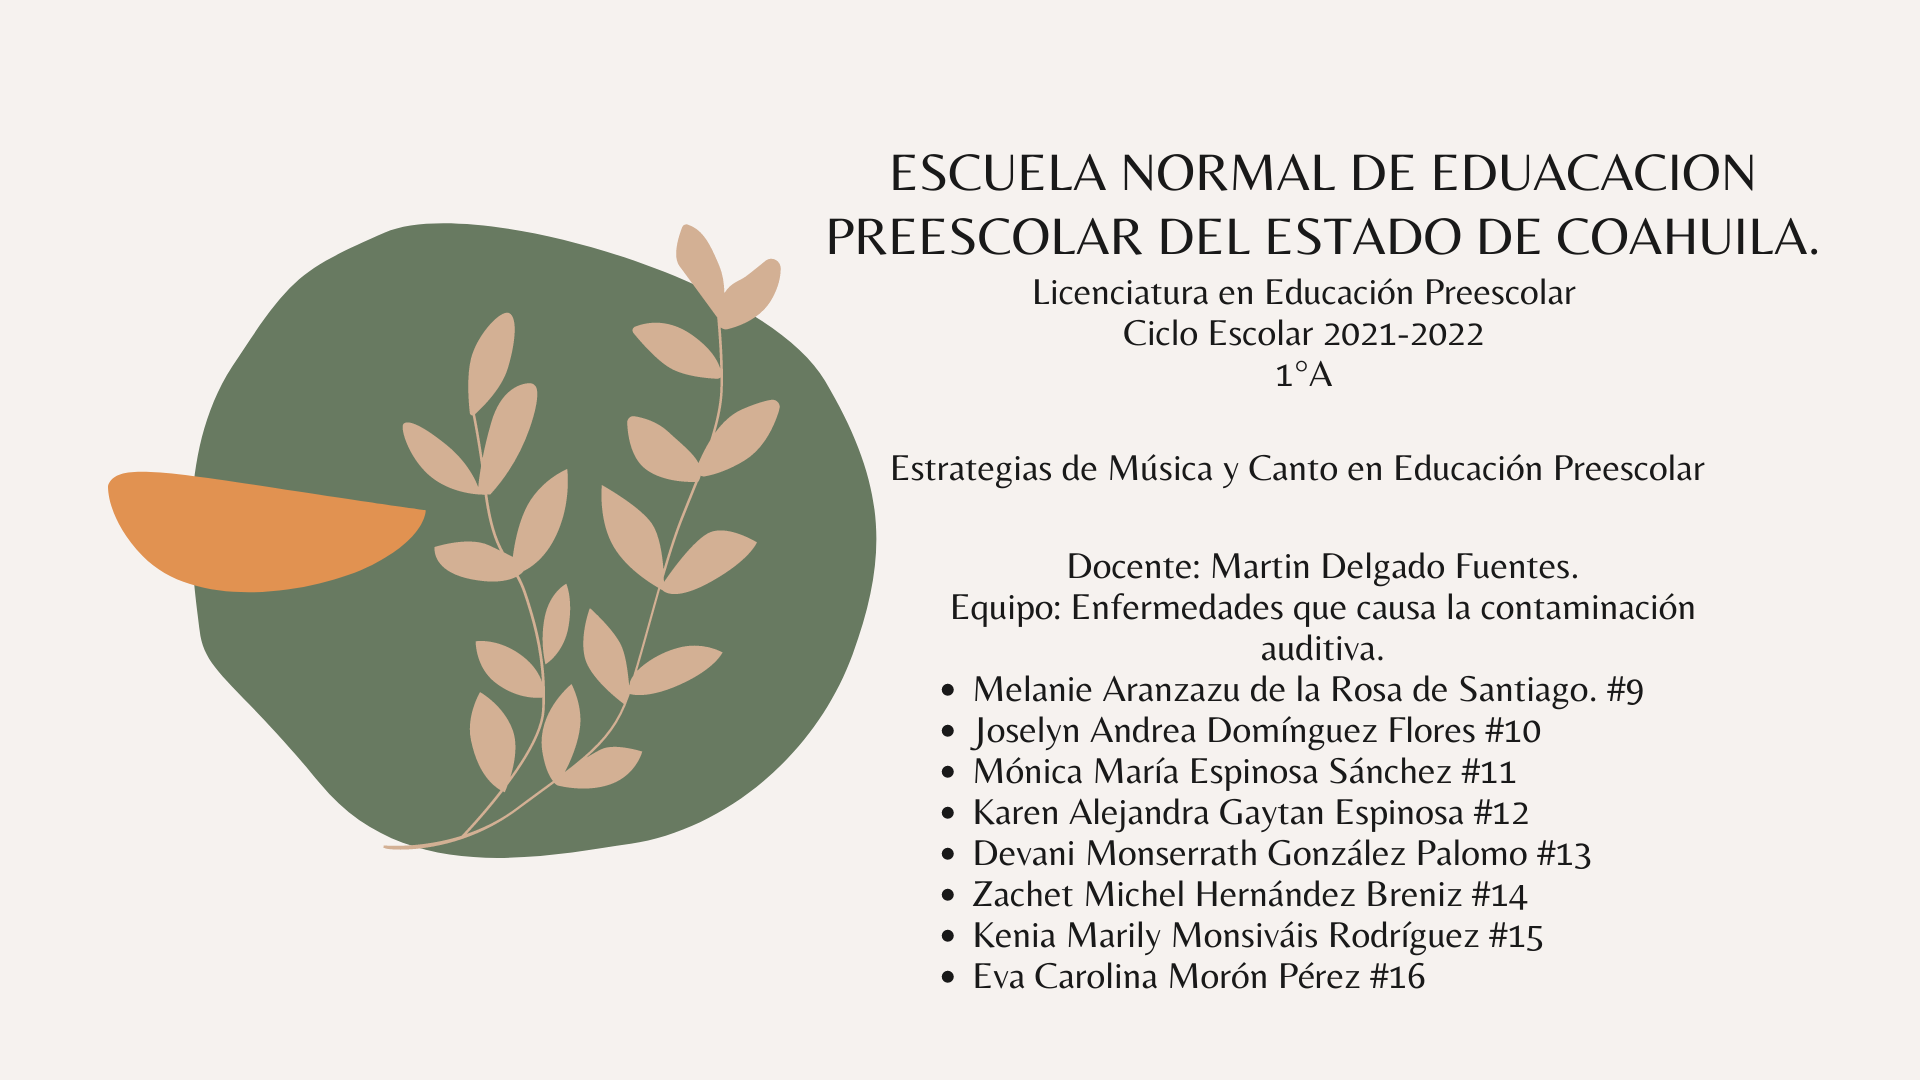 ESCUELA NORMAL DE EDUACACION
PREESCOLAR DEL ESTADO DE COAHUILA.
Licenciatura en Educación Preescolar
Ciclo Escolar 2021-2022
1°A
Estrategias de Música y Canto en Educación Preescolar
Docente: Martin Delgado Fuentes.
Equipo: Enfermedades que causa la contaminación
auditiva.
• Melanie Aranzazu de la Rosa de Santiago. #9
• Joselyn Andrea Domínguez Flores #10
• Mónica María Espinosa Sánchez #11
• Karen Alejandra Gaytan Espinosa #12
• Devani Monserrath González Palomo #13
• Zachet Michel Hernández Breniz #14
• Kenia Marily Monsiváis Rodríguez #15
• Eva Carolina Morón Pérez #16